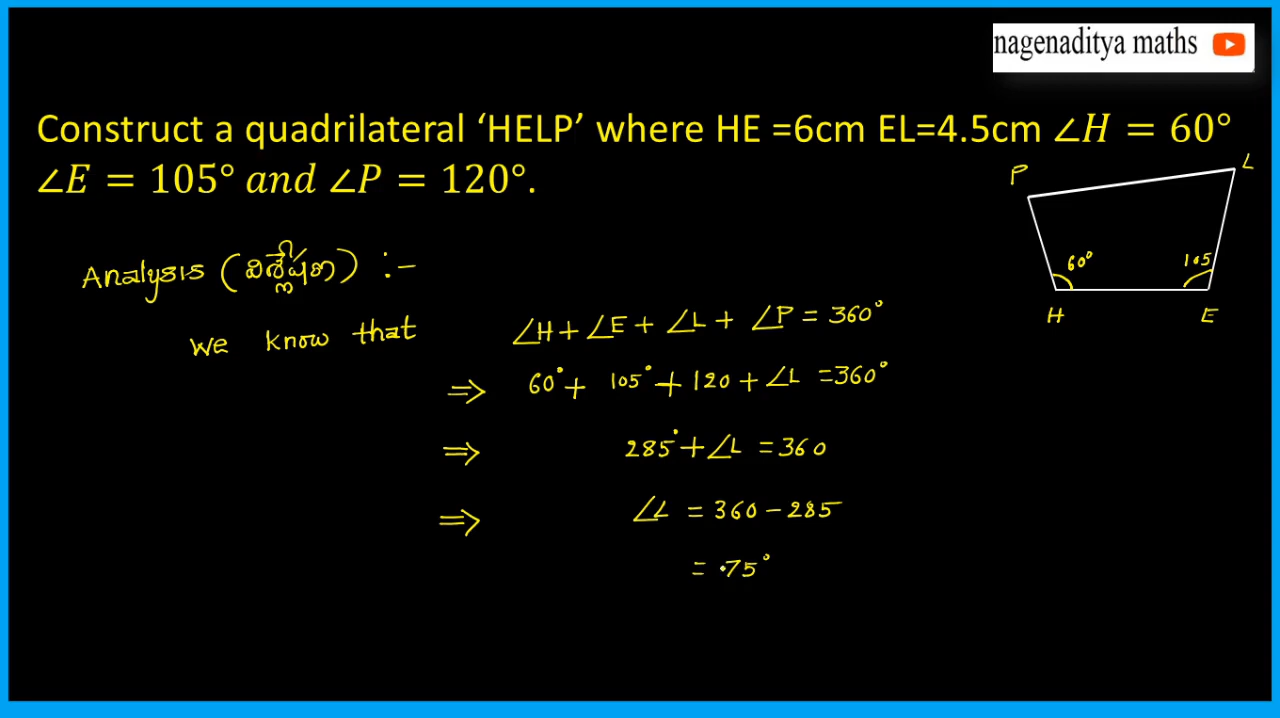 nagenaditya maths
Construct a quadrilateral ‘HELP’ where HE =6cm EL=4.5cm ∠H = 60°
∠E = 105° and ∠P = 120°.
P L
60° 105
H E
Analysis (విశ్లేషణ) :-
We know that ∠H + ∠E + ∠L + ∠P = 360°
⇒ 60° + 105° + 120 + ∠L = 360°
⇒ 285° + ∠L = 360
⇒ ∠L = 360 - 285
= 75°